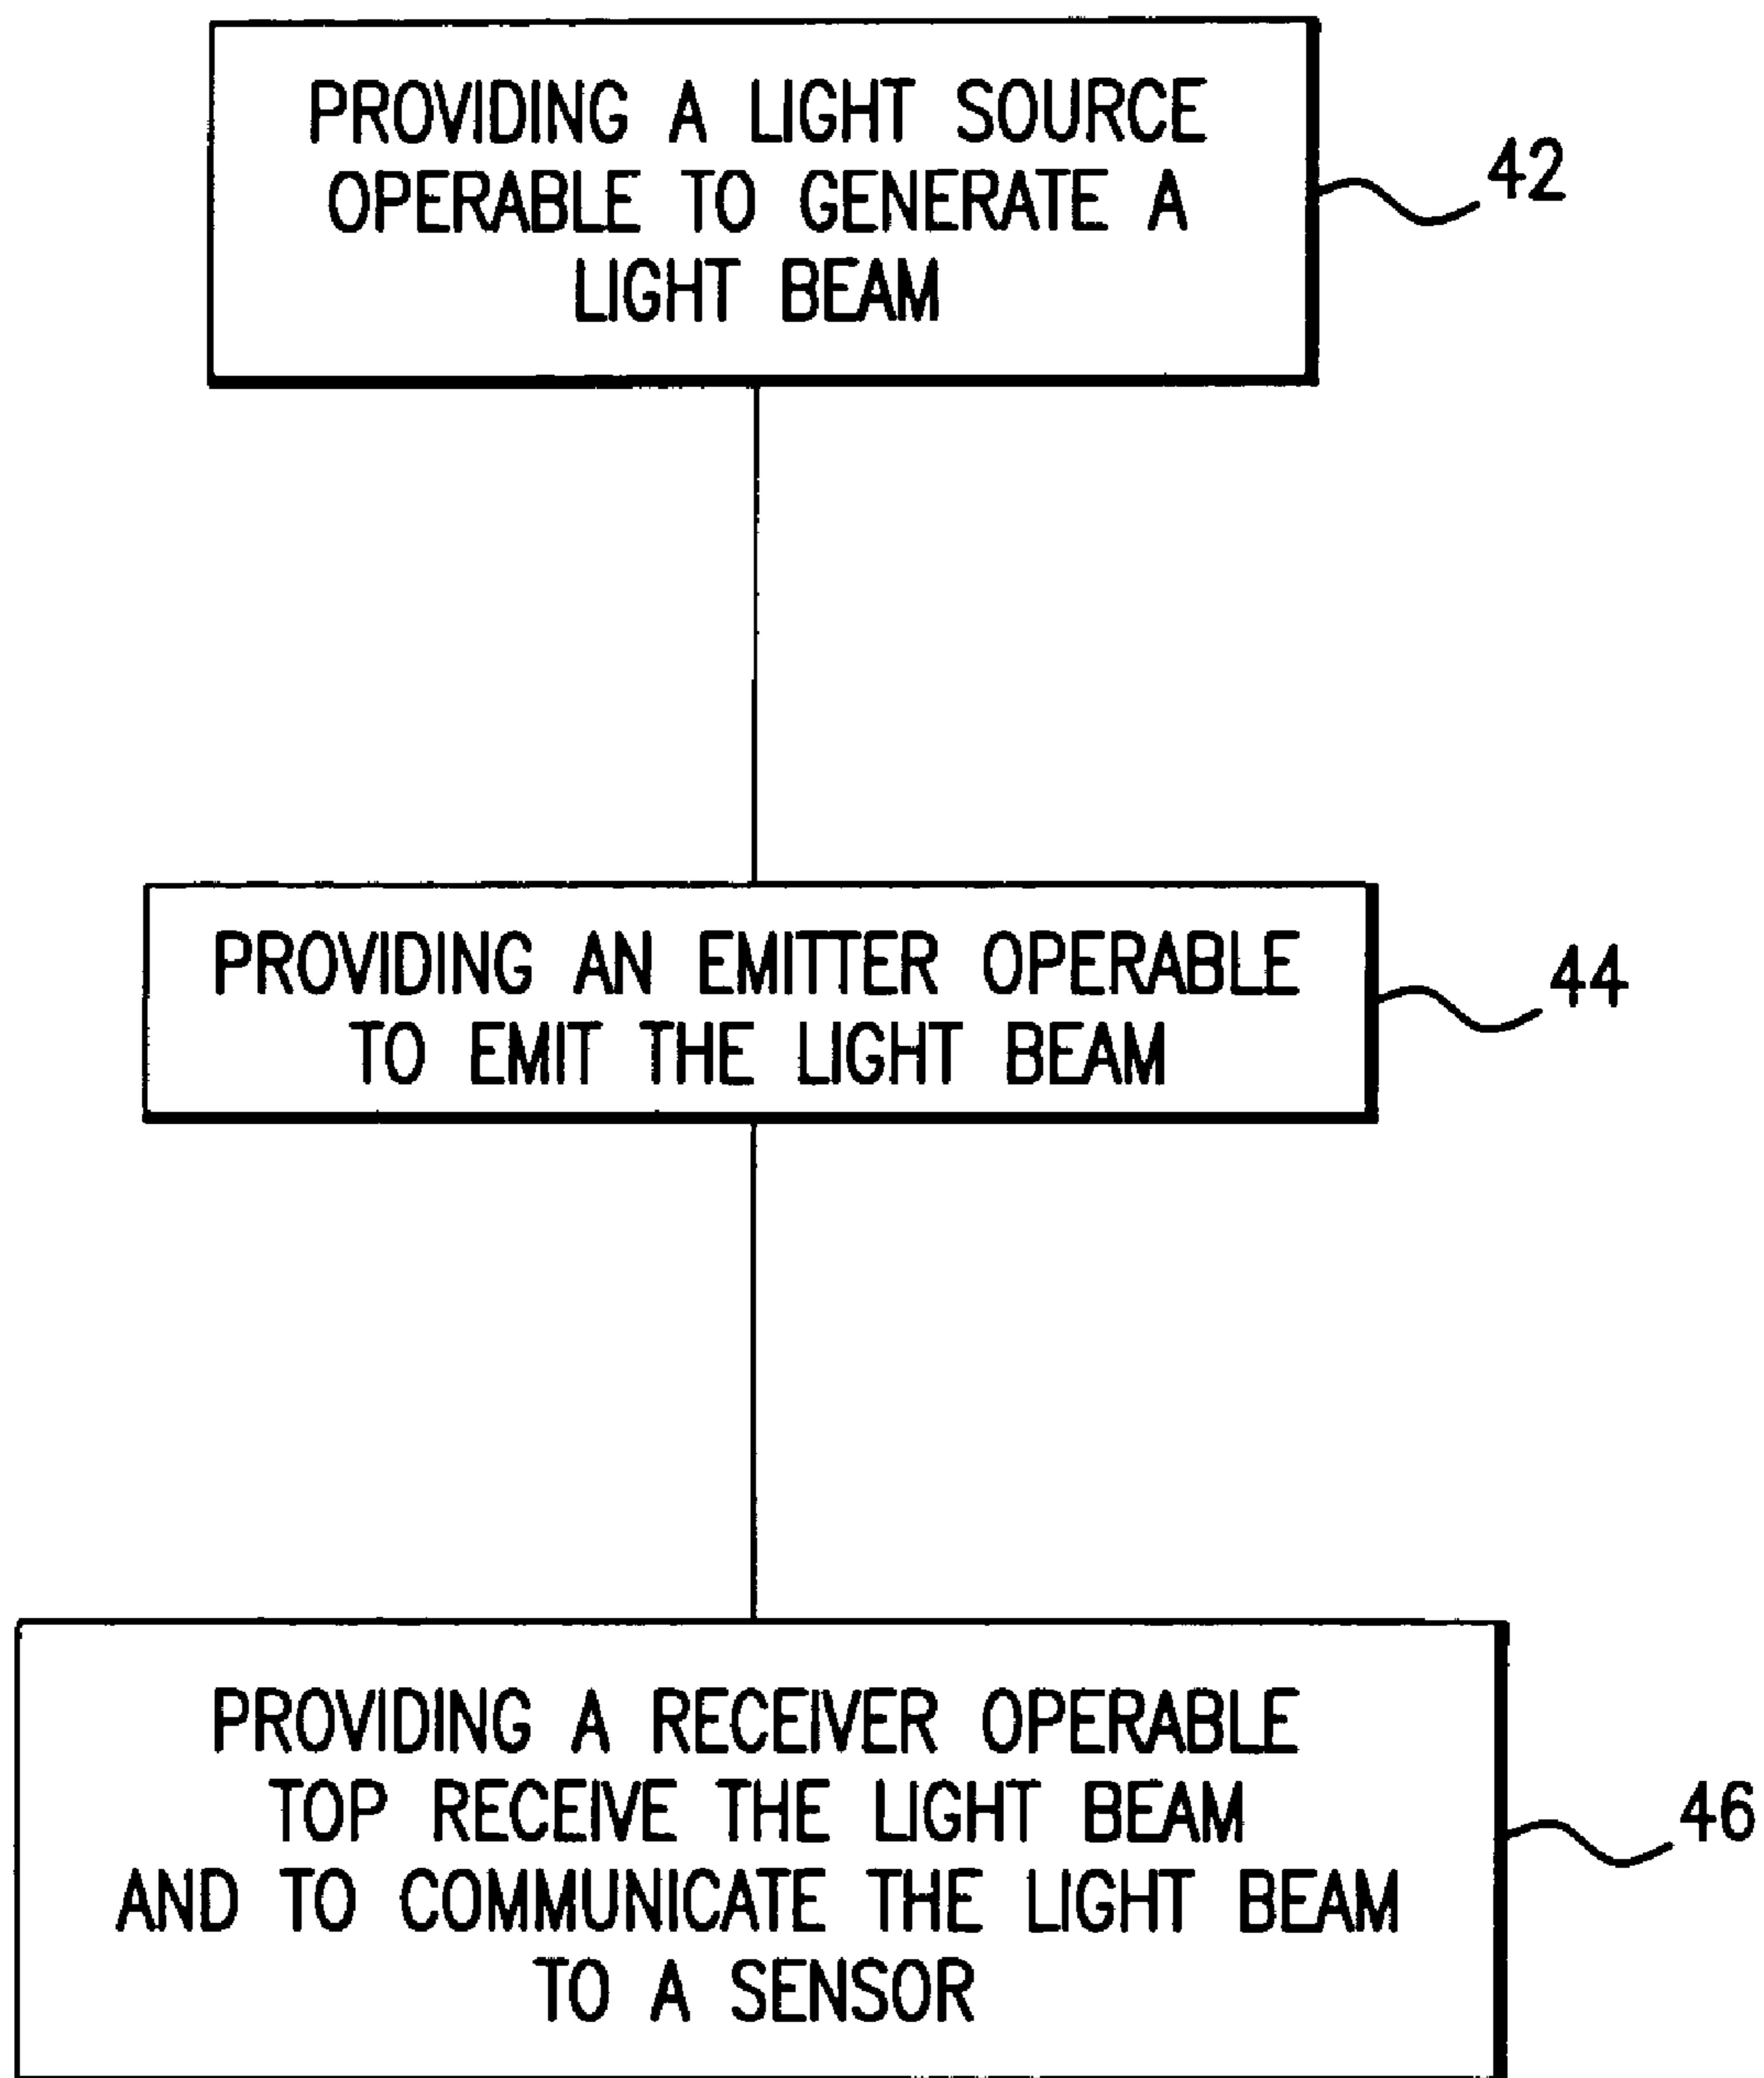 PROVIDING A LIGHT SOURCE
OPERABLE TO GENERATE A
LIGHT BEAM
42
PROVIDING AN EMITTER OPERABLE
TO EMIT THE LIGHT BEAM
44
PROVIDING A RECEIVER OPERABLE
TOP RECEIVE THE LIGHT BEAM
AND TO COMMUNICATE THE LIGHT BEAM
TO A SENSOR
46